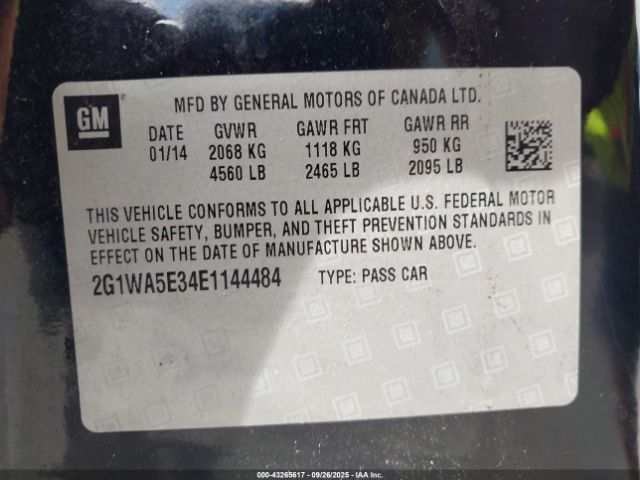 GM ®
MFD BY GENERAL MOTORS OF CANADA LTD.
DATE GVWR GAWR FRT GAWR RR
01/14 2068 KG 1118 KG 950 KG
4560 LB 2465 LB 2095 LB
THIS VEHICLE CONFORMS TO ALL APPLICABLE U.S. FEDERAL MOTOR
VEHICLE SAFETY, BUMPER, AND THEFT PREVENTION STANDARDS IN
EFFECT ON THE DATE OF MANUFACTURE SHOWN ABOVE.
2G1WA5E34E1144484 TYPE: PASS CAR
000-43265617 - 09/26/2025 - IAAI.com